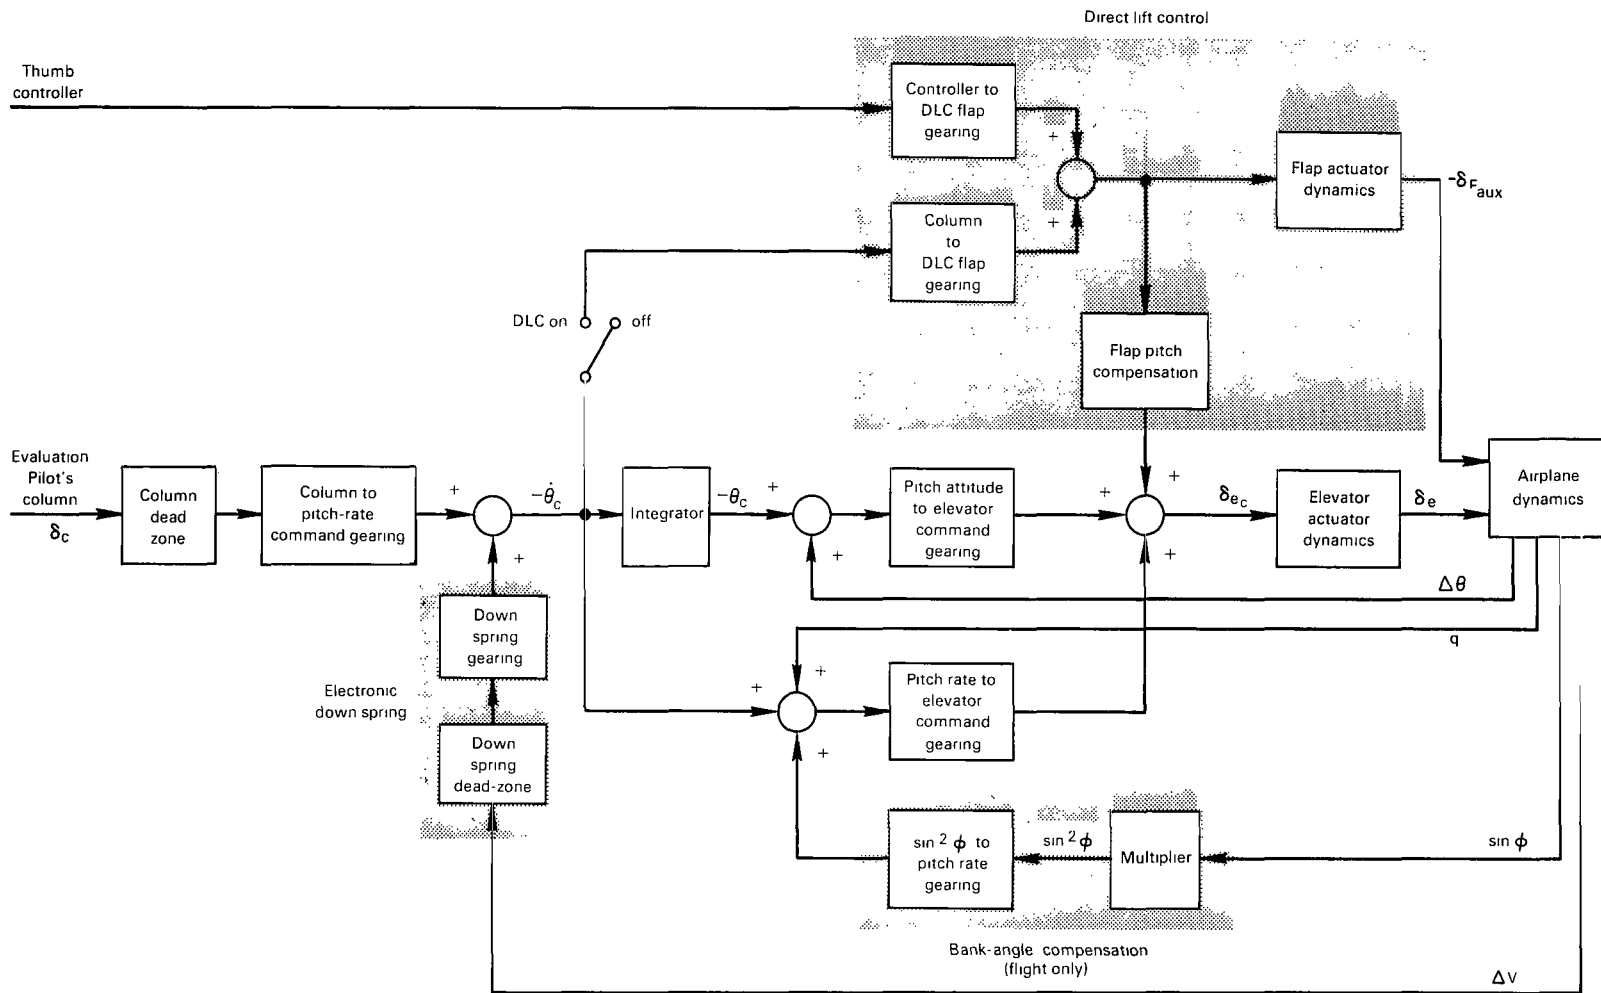 Direct lift control
Thumb
controller
Controller to
DLC flap
gearing
+
+
Flap actuator
dynamics
-δFaux
Column
to
DLC flap
gearing
DLC on
off
Flap pitch
compensation
Evaluation
Pilot's
column
δc
Column
dead
zone
Column to
pitch-rate
command gearing
+
+
-θ̇c
Integrator
-θc
+
+
Pitch attitude
to elevator
command
gearing
+
+
+
δec
Elevator
actuator
dynamics
δe
Airplane
dynamics
Δθ
q
Down
spring
gearing
Electronic
down spring
Down
spring
dead-zone
+
+
+
Pitch rate to
elevator
command
gearing
sin² ϕ to
pitch rate
gearing
sin² ϕ
Multiplier
sin ϕ
Bank-angle compensation
(flight only)
ΔV